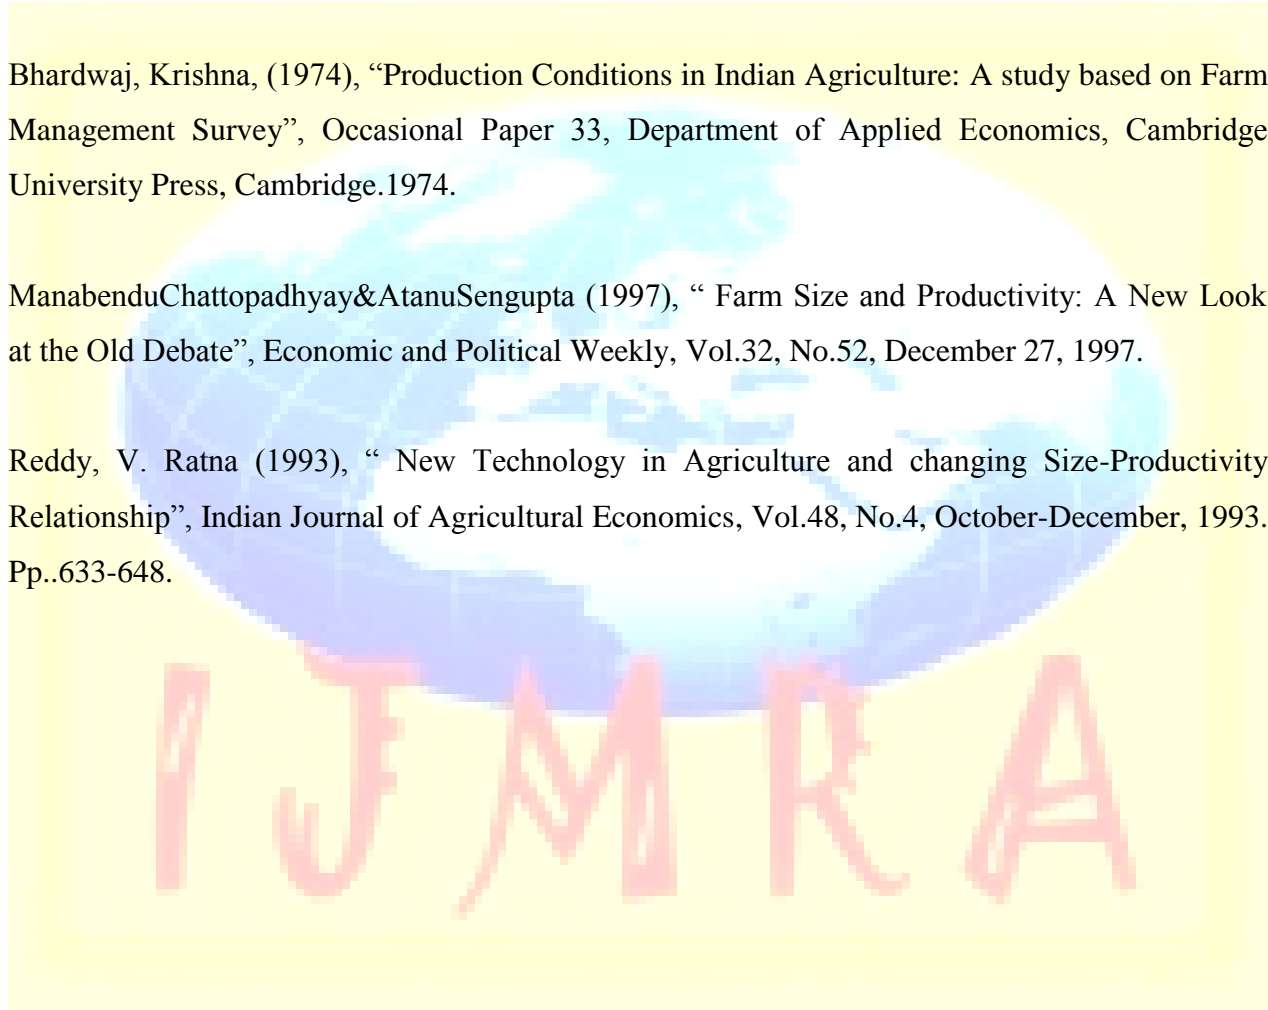 Bhardwaj, Krishna, (1974), “Production Conditions in Indian Agriculture: A study based on Farm
Management Survey”, Occasional Paper 33, Department of Applied Economics, Cambridge
University Press, Cambridge.1974.
ManabenduChattopadhyay&AtanuSengupta (1997), “ Farm Size and Productivity: A New Look
at the Old Debate”, Economic and Political Weekly, Vol.32, No.52, December 27, 1997.
Reddy, V. Ratna (1993), “ New Technology in Agriculture and changing Size-Productivity
Relationship”, Indian Journal of Agricultural Economics, Vol.48, No.4, October-December, 1993.
Pp..633-648.
IJMRA